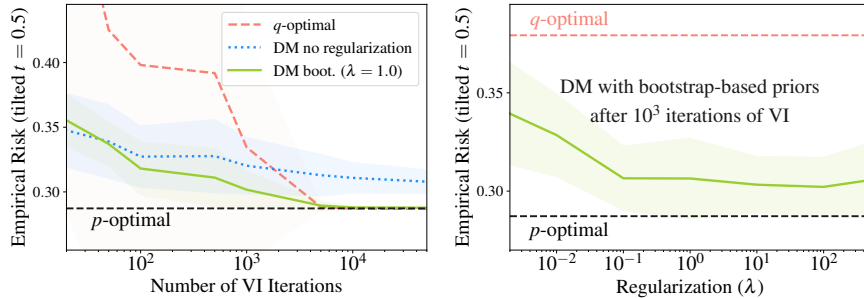 Empirical Risk (tilted t = 0.5)
0.40
0.35
0.30
q-optimal
DM no regularization
DM boot. (λ = 1.0)
p-optimal
10² 10³ 10⁴
Number of VI Iterations
Empirical Risk (tilted t = 0.5)
0.35
0.30
q-optimal
DM with bootstrap-based priors
after 10³ iterations of VI
p-optimal
10⁻² 10⁻¹ 10⁰ 10¹ 10²
Regularization (λ)